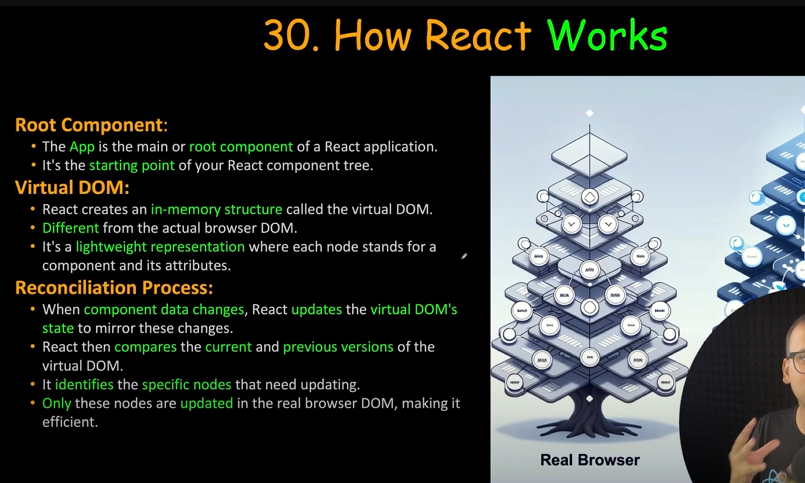 30. How React Works
Root Component:
• The App is the main or root component of a React application.
• It's the starting point of your React component tree.
Virtual DOM:
• React creates an in-memory structure called the virtual DOM.
• Different from the actual browser DOM.
• It's a lightweight representation where each node stands for a
component and its attributes.
Reconciliation Process:
• When component data changes, React updates the virtual DOM's
state to mirror these changes.
• React then compares the current and previous versions of the
virtual DOM.
• It identifies the specific nodes that need updating.
• Only these nodes are updated in the real browser DOM, making it
efficient.
Real Browser